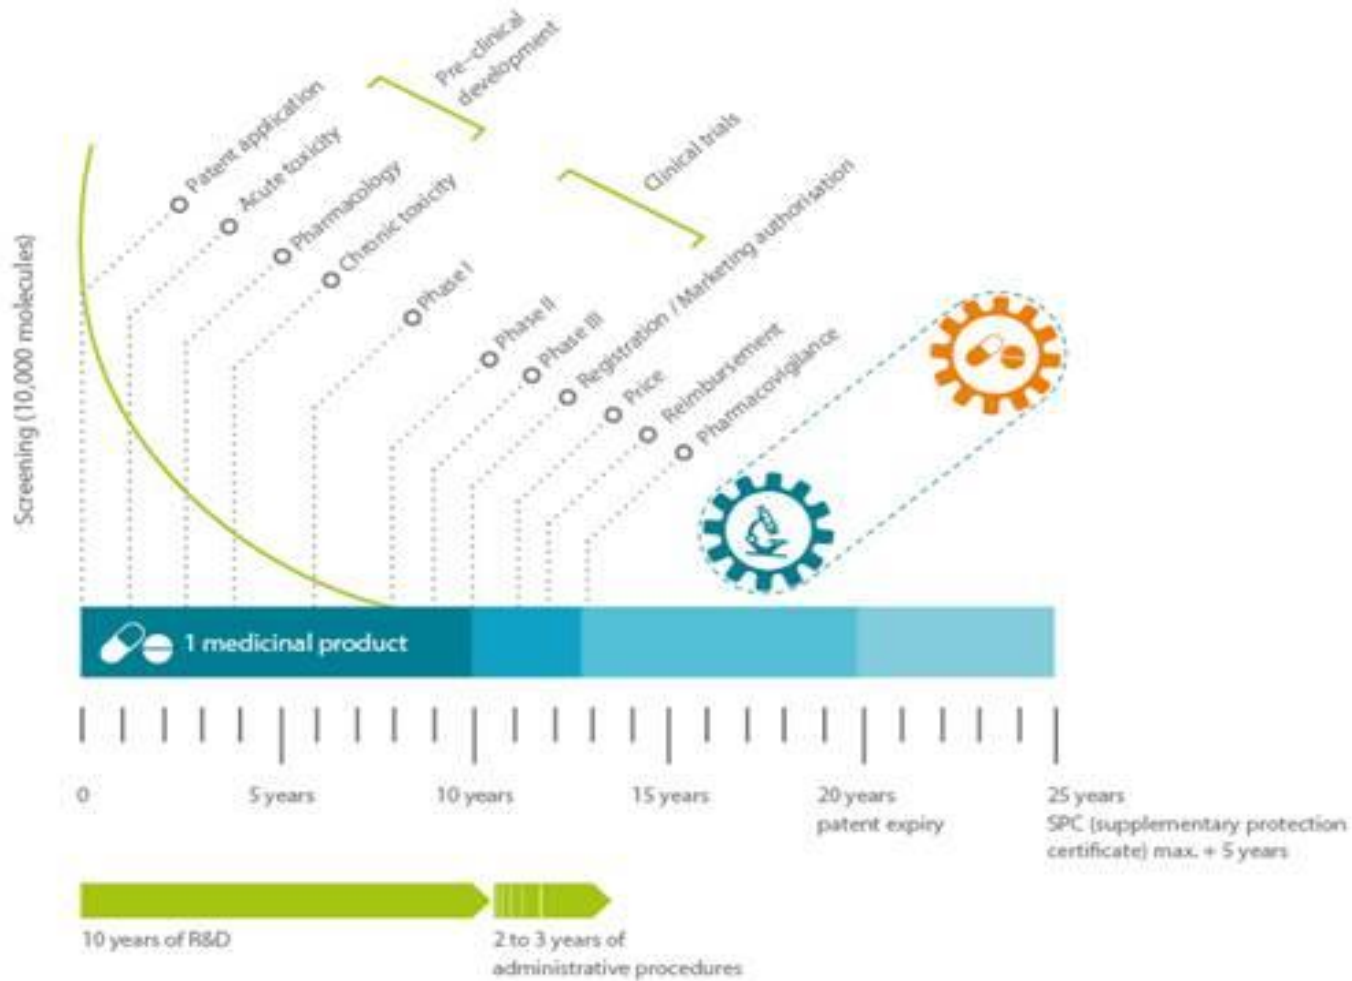 Pre-clinical
development
Patent application
Acute toxicity
Pharmacology
Chronic toxicity
Clinical trials
Phase I
Phase II
Phase III
Registration / Marketing authorisation
Price
Reimbursement
Pharmacovigilance
Screening (10,000 molecules)
1 medicinal product
0
5 years
10 years
15 years
20 years
patent expiry
25 years
SPC (supplementary protection
certificate) max. + 5 years
10 years of R&D
2 to 3 years of
administrative procedures